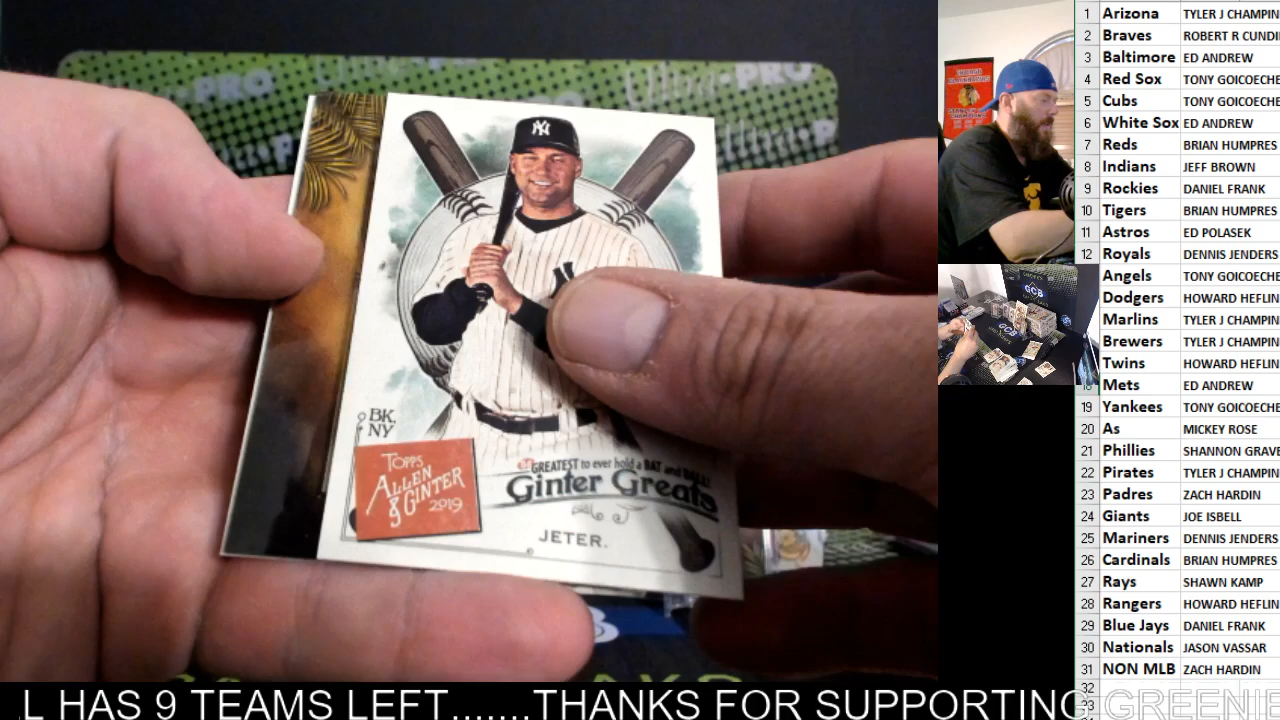 BK,
NY
TOPPS
ALLEN
& GINTER
2019
GREATEST to ever hold a BAT and BALL!
Ginter Greats
JETER.
GCB
GCB
1 Arizona TYLER J CHAMPIN
2 Braves ROBERT R CUNDI
3 Baltimore ED ANDREW
4 Red Sox TONY GOICOECHE
5 Cubs TONY GOICOECHE
6 White Sox ED ANDREW
7 Reds BRIAN HUMPRES
8 Indians JEFF BROWN
9 Rockies DANIEL FRANK
10 Tigers BRIAN HUMPRES
11 Astros ED POLASEK
12 Royals DENNIS JENDERS
Angels TONY GOICOECHE
Dodgers HOWARD HEFLIN
Marlins TYLER J CHAMPIN
Brewers TYLER J CHAMPIN
Twins HOWARD HEFLIN
Mets ED ANDREW
19 Yankees TONY GOICOECHE
20 As MICKEY ROSE
21 Phillies SHANNON GRAVE
22 Pirates TYLER J CHAMPIN
23 Padres ZACH HARDIN
24 Giants JOE ISBELL
25 Mariners DENNIS JENDERS
26 Cardinals BRIAN HUMPRES
27 Rays SHAWN KAMP
28 Rangers HOWARD HEFLIN
29 Blue Jays DANIEL FRANK
30 Nationals JASON VASSAR
31 NON MLB ZACH HARDIN
32
33
L HAS 9 TEAMS LEFT .......THANKS FOR SUPPORTING GREENIE